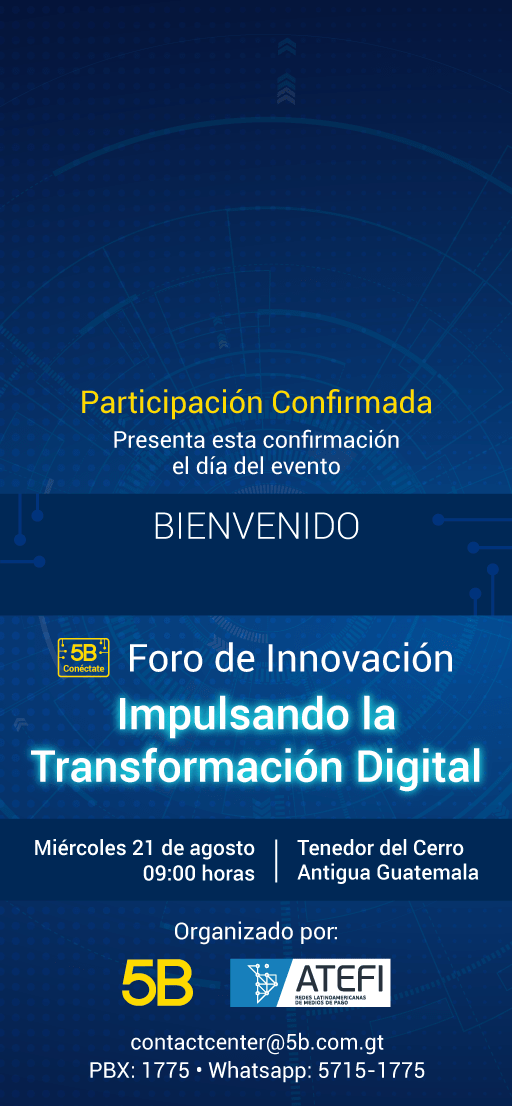 Participación Confirmada
Presenta esta confirmación
el día del evento
BIENVENIDO
5B
Conéctate
Foro de Innovación
Impulsando la
Transformación Digital
Miércoles 21 de agosto
09:00 horas
Tenedor del Cerro
Antigua Guatemala
Organizado por:
5B
ATEFI
REDES LATINOAMERICANAS
DE MEDIOS DE PAGO
contactcenter@5b.com.gt
PBX: 1775 • Whatsapp: 5715-1775